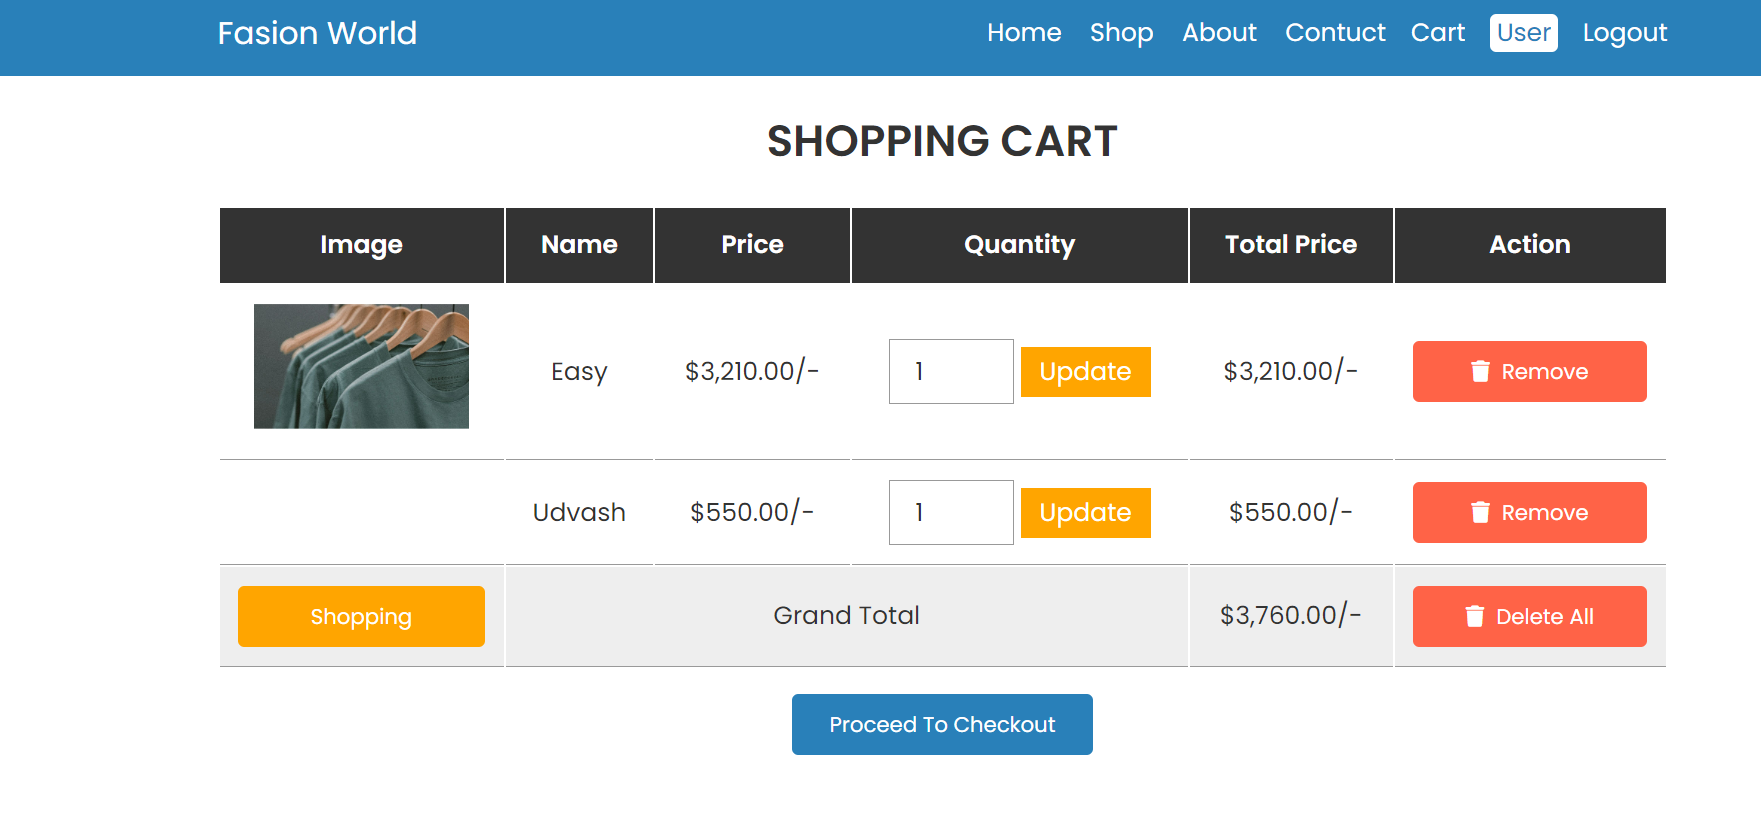 Fasion World Home Shop About Contuct Cart User Logout
SHOPPING CART
Image Name Price Quantity Total Price Action
Easy $3,210.00/- 1 Update $3,210.00/- Remove
Udvash $550.00/- 1 Update $550.00/- Remove
Shopping Grand Total $3,760.00/- Delete All
Proceed To Checkout